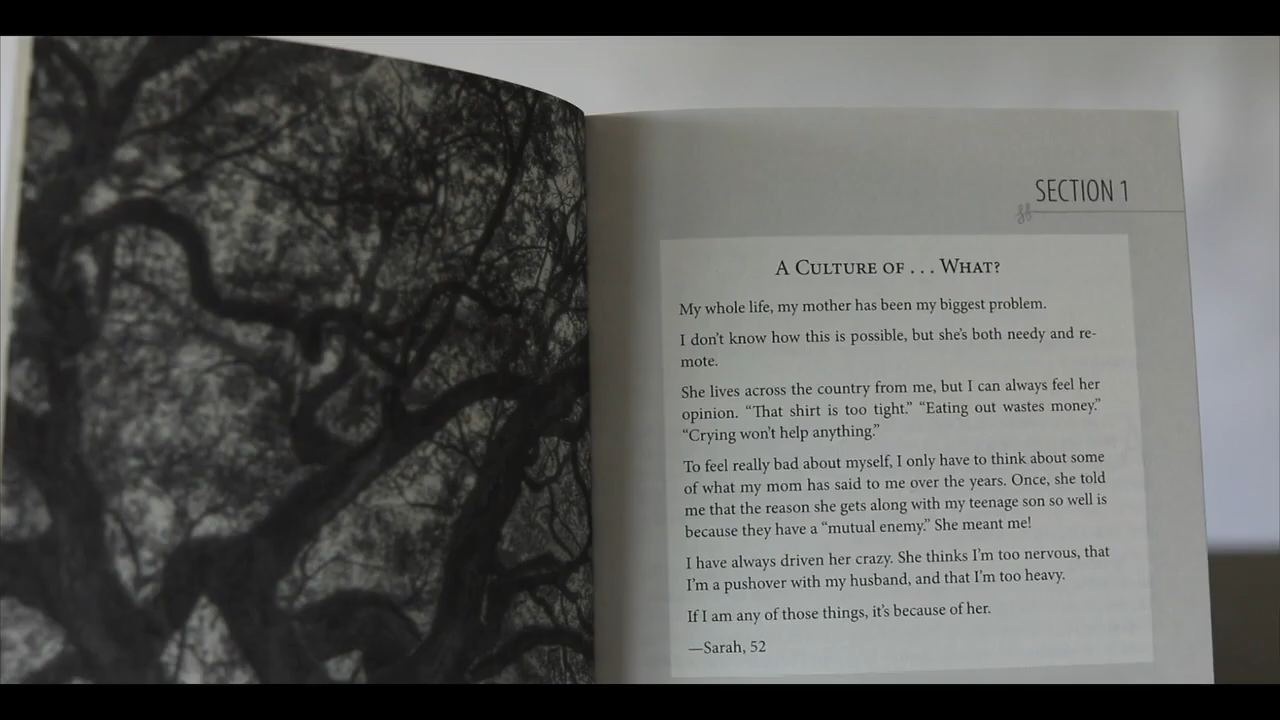 SECTION 1
A CULTURE OF . . . WHAT?
My whole life, my mother has been my biggest problem.
I don't know how this is possible, but she's both needy and re-
mote.
She lives across the country from me, but I can always feel her
opinion. “That shirt is too tight.” “Eating out wastes money.”
“Crying won't help anything.”
To feel really bad about myself, I only have to think about some
of what my mom has said to me over the years. Once, she told
me that the reason she gets along with my teenage son so well is
because they have a “mutual enemy.” She meant me!
I have always driven her crazy. She thinks I'm too nervous, that
I'm a pushover with my husband, and that I'm too heavy.
If I am any of those things, it's because of her.
—Sarah, 52